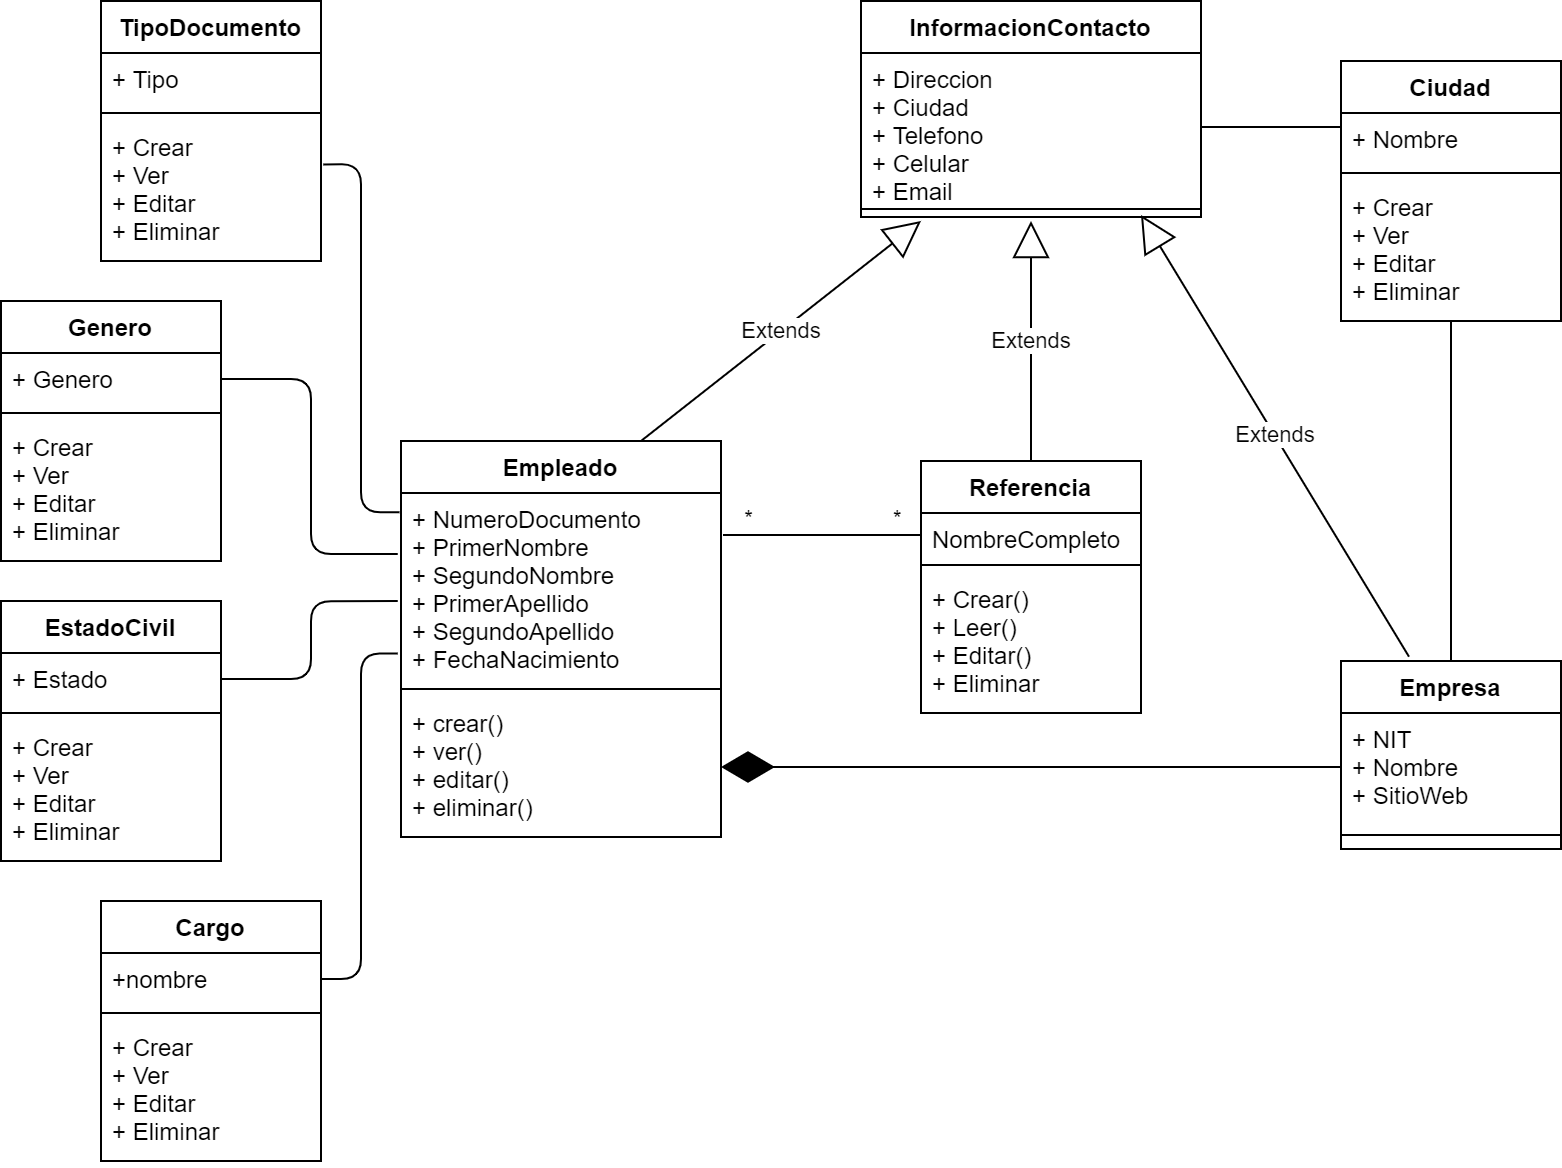 TipoDocumento
+ Tipo
+ Crear
+ Ver
+ Editar
+ Eliminar
InformacionContacto
+ Direccion
+ Ciudad
+ Telefono
+ Celular
+ Email
Ciudad
+ Nombre
+ Crear
+ Ver
+ Editar
+ Eliminar
Genero
+ Genero
+ Crear
+ Ver
+ Editar
+ Eliminar
Extends
Extends
Extends
Empleado
+ NumeroDocumento
+ PrimerNombre
+ SegundoNombre
+ PrimerApellido
+ SegundoApellido
+ FechaNacimiento
+ crear()
+ ver()
+ editar()
+ eliminar()
*
*
Referencia
NombreCompleto
+ Crear()
+ Leer()
+ Editar()
+ Eliminar
EstadoCivil
+ Estado
+ Crear
+ Ver
+ Editar
+ Eliminar
Empresa
+ NIT
+ Nombre
+ SitioWeb
Cargo
+nombre
+ Crear
+ Ver
+ Editar
+ Eliminar